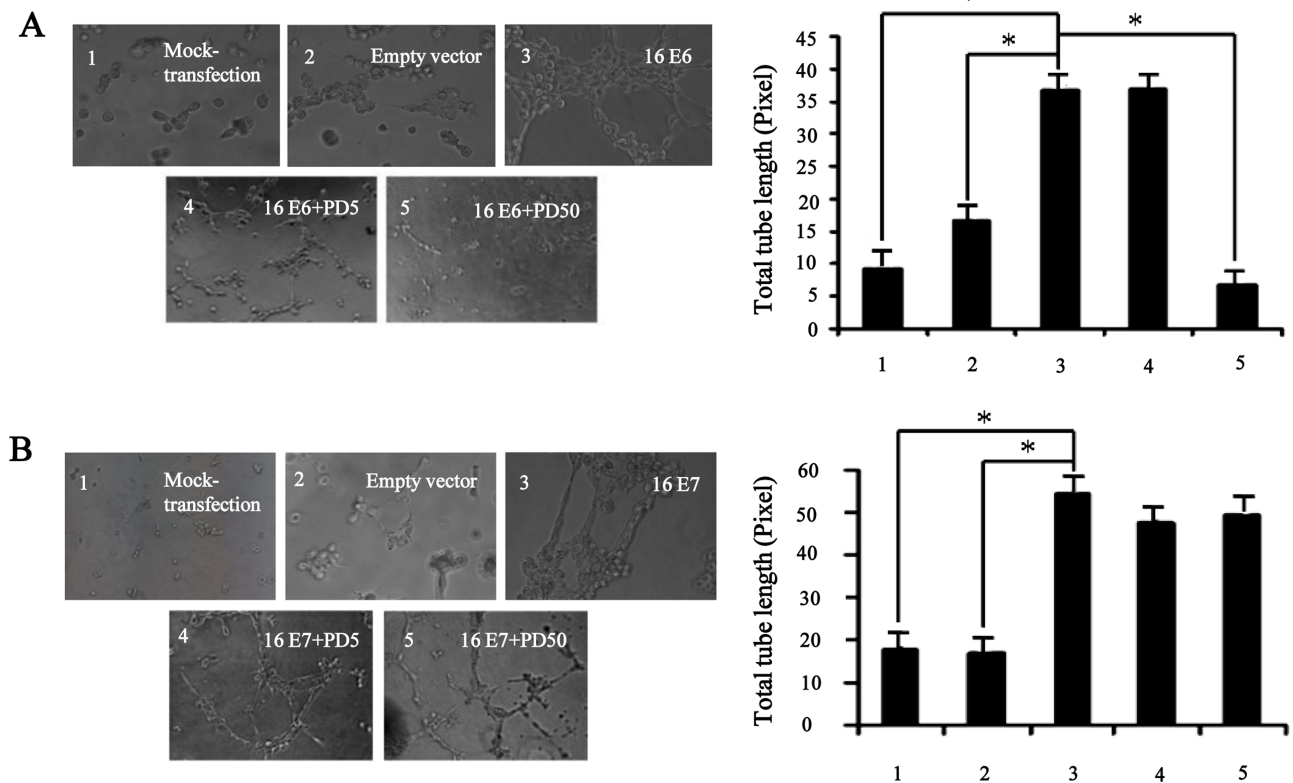 A
1
Mock-
transfection
2
Empty vector
3
16 E6
4
16 E6+PD5
5
16 E6+PD50
*
*
Total tube length (Pixel)
45
40
35
30
25
20
15
10
5
0
1
2
3
4
5
B
1
Mock-
transfection
2
Empty vector
3
16 E7
4
16 E7+PD5
5
16 E7+PD50
*
*
Total tube length (Pixel)
60
50
40
30
20
10
0
1
2
3
4
5